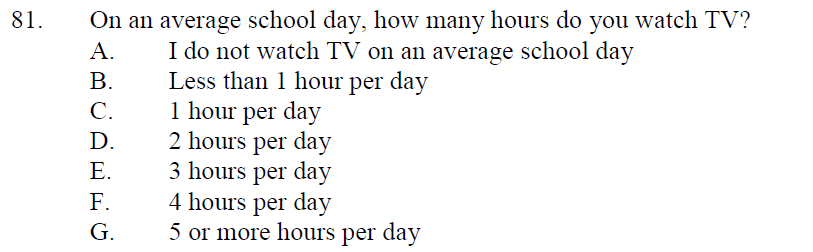 81. On an average school day, how many hours do you watch TV?
A. I do not watch TV on an average school day
B. Less than 1 hour per day
C. 1 hour per day
D. 2 hours per day
E. 3 hours per day
F. 4 hours per day
G. 5 or more hours per day